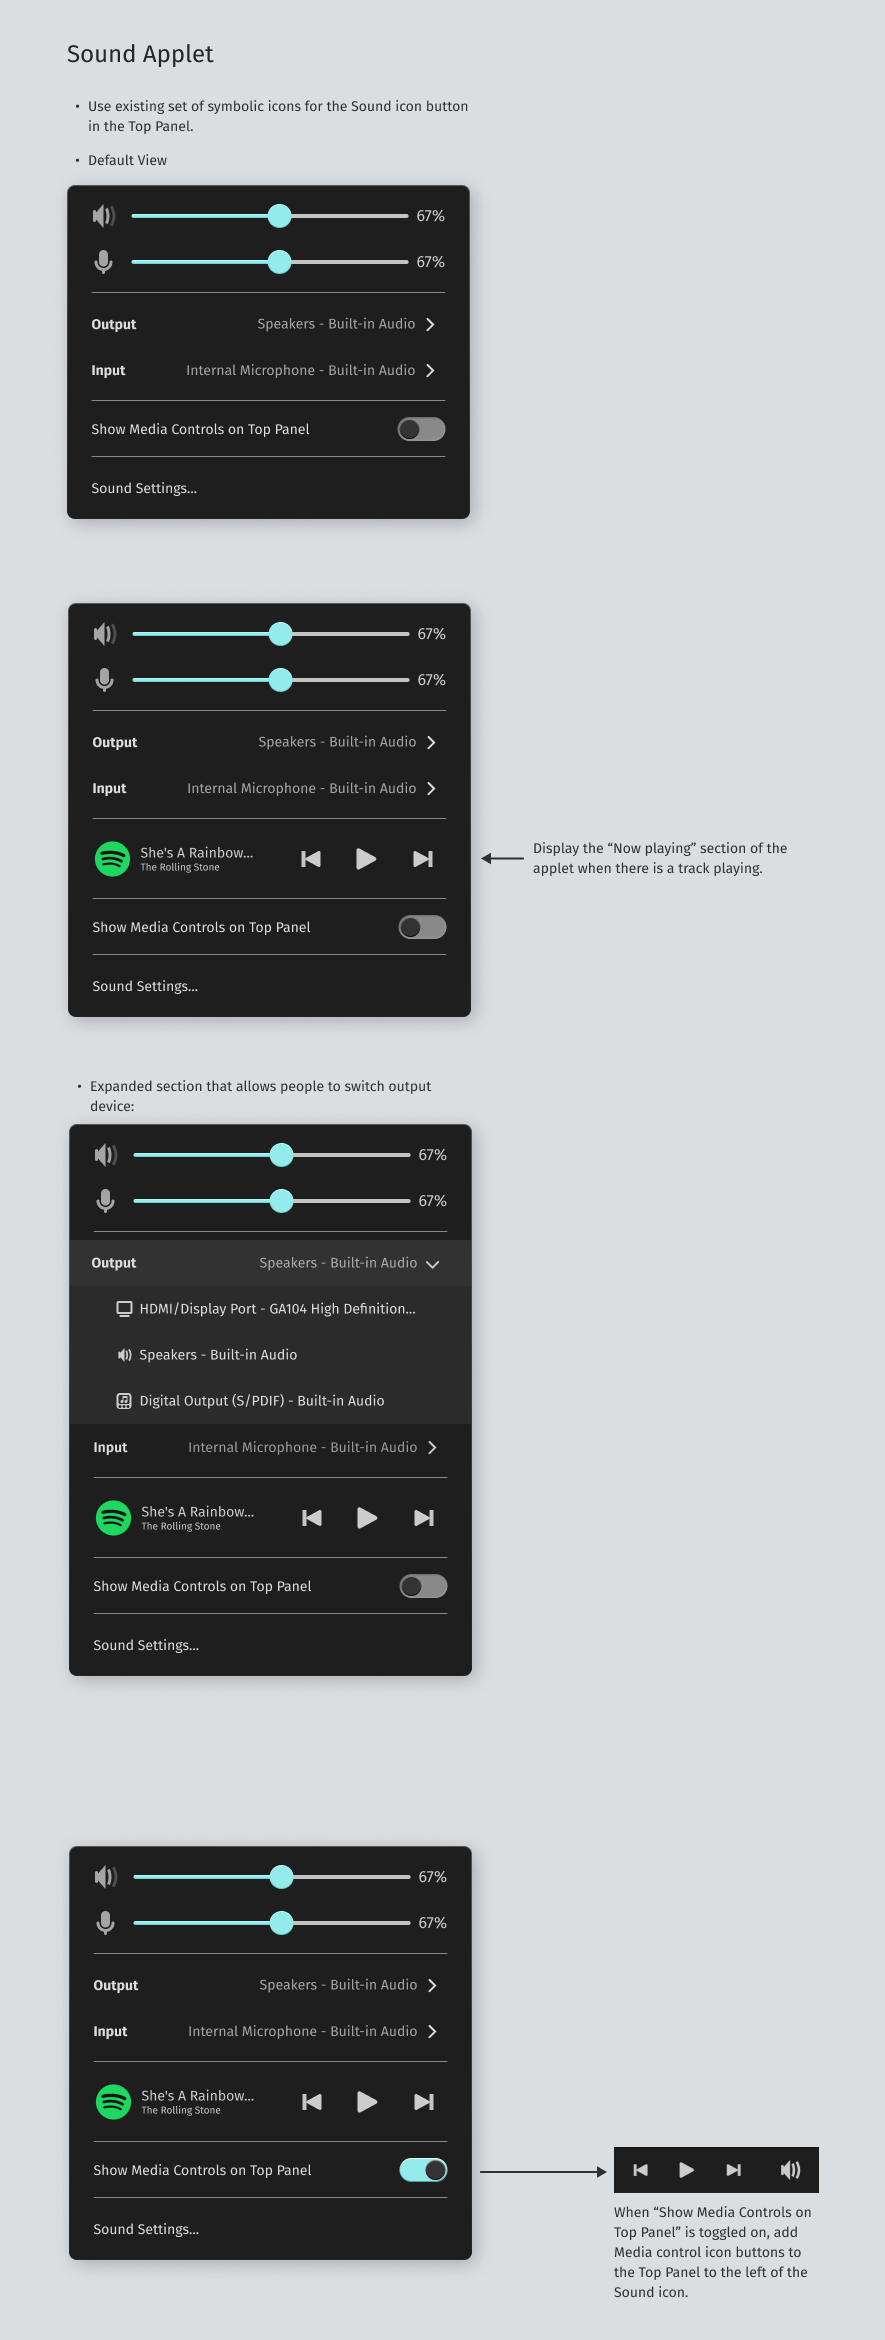 Sound Applet
• Use existing set of symbolic icons for the Sound icon button
in the Top Panel.
• Default View
67%
67%
Output Speakers - Built-in Audio
Input Internal Microphone - Built-in Audio
Show Media Controls on Top Panel
Sound Settings...
67%
67%
Output Speakers - Built-in Audio
Input Internal Microphone - Built-in Audio
She's A Rainbow...
The Rolling Stone
Display the “Now playing” section of the
applet when there is a track playing.
Show Media Controls on Top Panel
Sound Settings...
• Expanded section that allows people to switch output
device:
67%
67%
Output Speakers - Built-in Audio
HDMI/Display Port - GA104 High Definition...
Speakers - Built-in Audio
Digital Output (S/PDIF) - Built-in Audio
Input Internal Microphone - Built-in Audio
She's A Rainbow...
The Rolling Stone
Show Media Controls on Top Panel
Sound Settings...
67%
67%
Output Speakers - Built-in Audio
Input Internal Microphone - Built-in Audio
She's A Rainbow...
The Rolling Stone
Show Media Controls on Top Panel
Sound Settings...
When “Show Media Controls on
Top Panel” is toggled on, add
Media control icon buttons to
the Top Panel to the left of the
Sound icon.